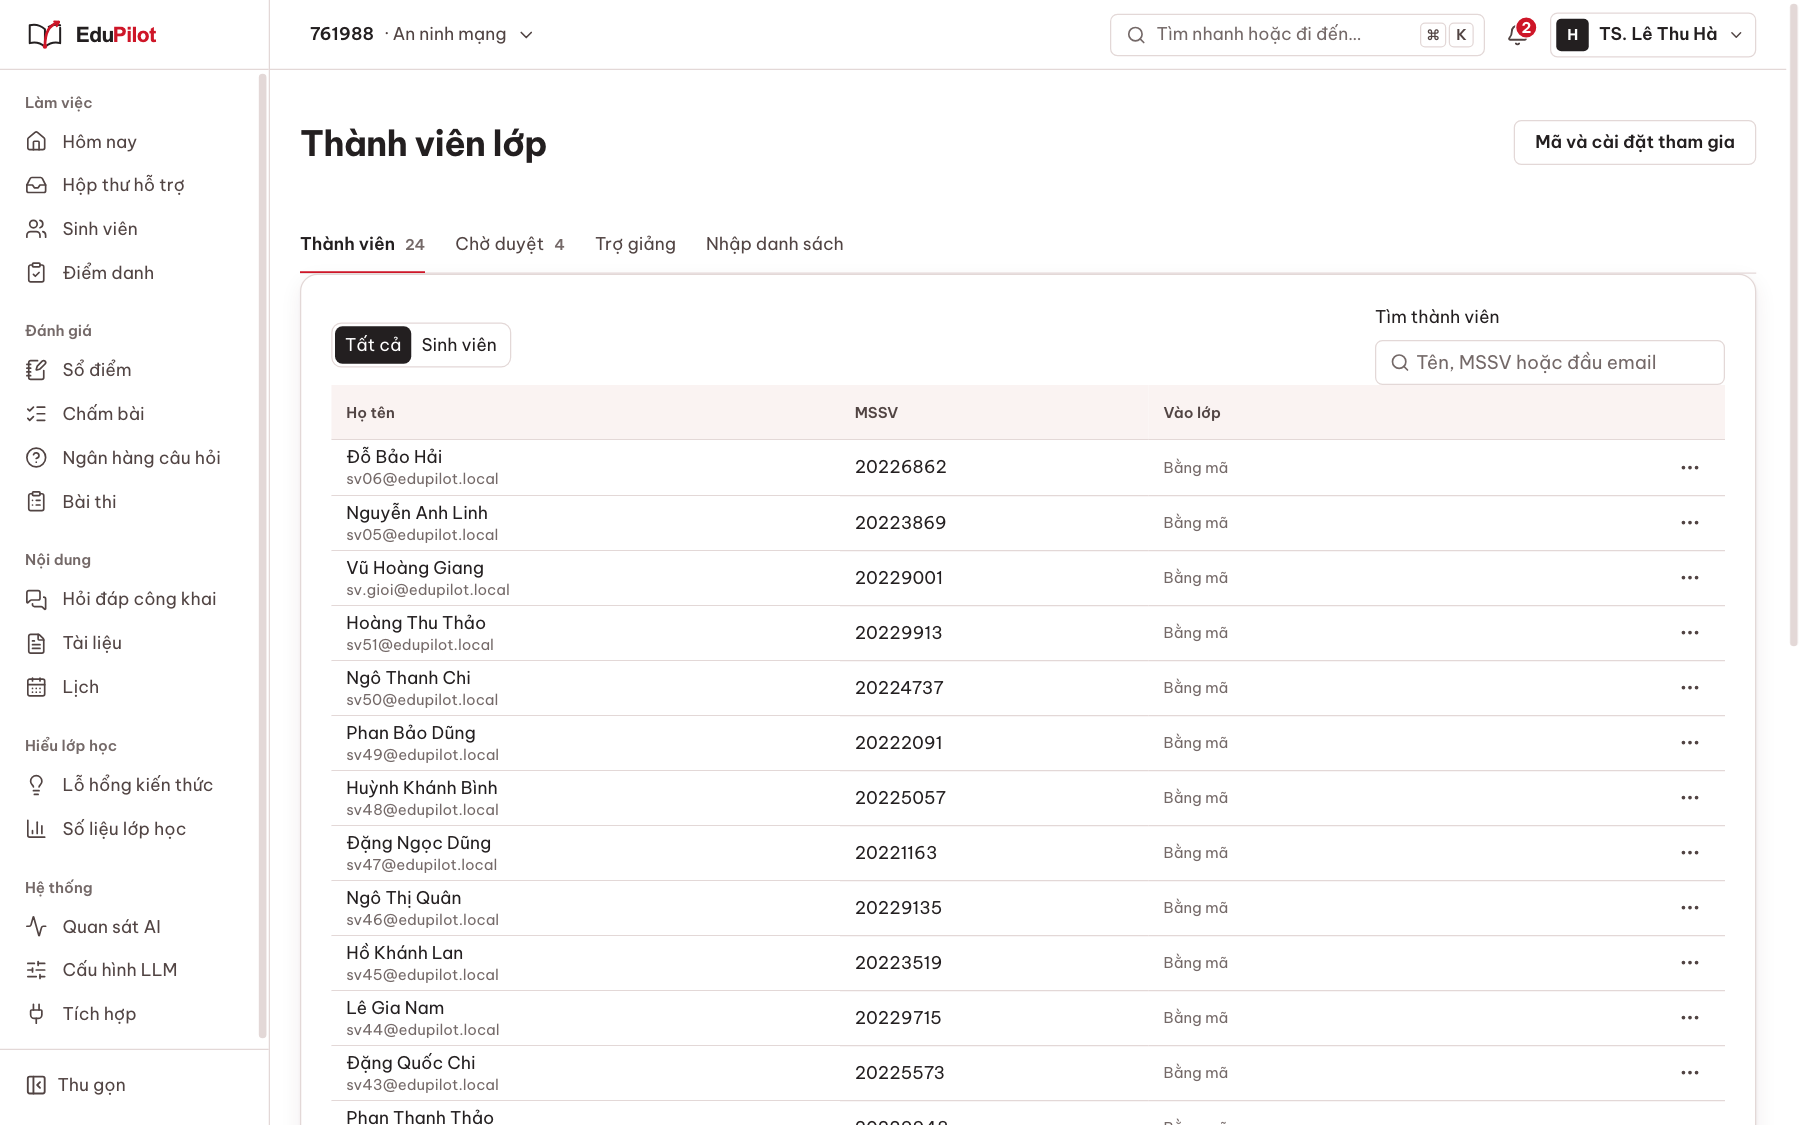 EduPilot
761988 · An ninh mạng
Tìm nhanh hoặc đi đến...
⌘ K
2
H TS. Lê Thu Hà
Làm việc
Hôm nay
Hộp thư hỗ trợ
Sinh viên
Điểm danh
Đánh giá
Sổ điểm
Chấm bài
Ngân hàng câu hỏi
Bài thi
Nội dung
Hỏi đáp công khai
Tài liệu
Lịch
Hiểu lớp học
Lỗ hổng kiến thức
Số liệu lớp học
Hệ thống
Quan sát AI
Cấu hình LLM
Tích hợp
Thu gọn
Thành viên lớp
Mã và cài đặt tham gia
Thành viên 24 Chờ duyệt 4 Trợ giảng Nhập danh sách
Tất cả Sinh viên
Tìm thành viên
Tên, MSSV hoặc đầu email
Họ tên MSSV Vào lớp
Đỗ Bảo Hải
sv06@edupilot.local
20226862 Bằng mã
Nguyễn Anh Linh
sv05@edupilot.local
20223869 Bằng mã
Vũ Hoàng Giang
sv.gioi@edupilot.local
20229001 Bằng mã
Hoàng Thu Thảo
sv51@edupilot.local
20229913 Bằng mã
Ngô Thanh Chi
sv50@edupilot.local
20224737 Bằng mã
Phan Bảo Dũng
sv49@edupilot.local
20222091 Bằng mã
Huỳnh Khánh Bình
sv48@edupilot.local
20225057 Bằng mã
Đặng Ngọc Dũng
sv47@edupilot.local
20221163 Bằng mã
Ngô Thị Quân
sv46@edupilot.local
20229135 Bằng mã
Hồ Khánh Lan
sv45@edupilot.local
20223519 Bằng mã
Lê Gia Nam
sv44@edupilot.local
20229715 Bằng mã
Đặng Quốc Chi
sv43@edupilot.local
20225573 Bằng mã
Phan Thanh Thảo